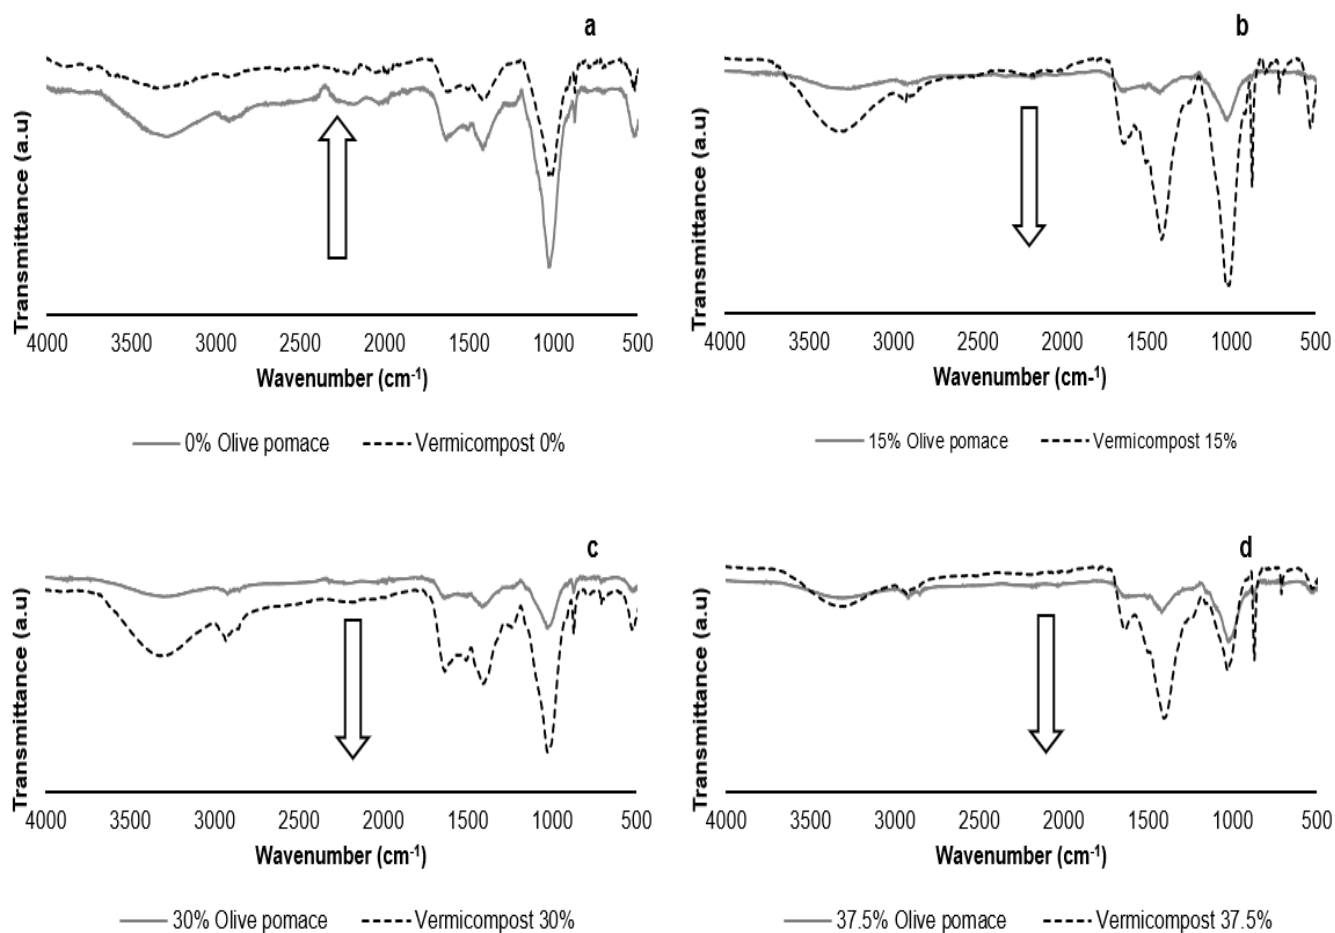 a
Transmittance (a.u)
4000 3500 3000 2500 2000 1500 1000 500
Wavenumber (cm⁻¹)
0% Olive pomace Vermicompost 0%
b
Transmittance (a.u)
4000 3500 3000 2500 2000 1500 1000 500
Wavenumber (cm-¹)
15% Olive pomace Vermicompost 15%
c
Transmittance (a.u)
4000 3500 3000 2500 2000 1500 1000 500
Wavenumber (cm⁻¹)
30% Olive pomace Vermicompost 30%
d
Transmittance (a.u)
4000 3500 3000 2500 2000 1500 1000 500
Wavenumber (cm⁻¹)
37.5% Olive pomace Vermicompost 37.5%